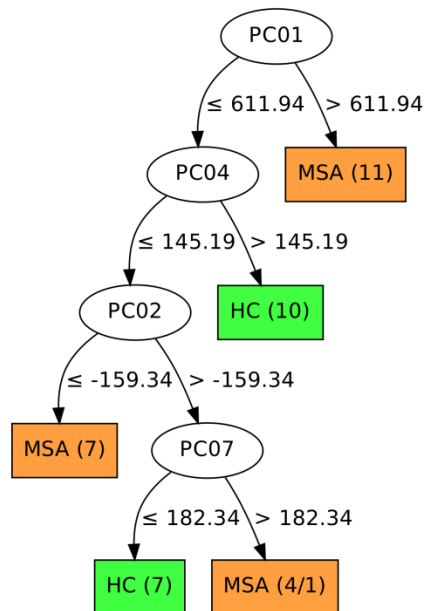 PC01
≤ 611.94 > 611.94
PC04 MSA (11)
≤ 145.19 > 145.19
PC02 HC (10)
≤ -159.34 > -159.34
MSA (7) PC07
≤ 182.34 > 182.34
HC (7) MSA (4/1)